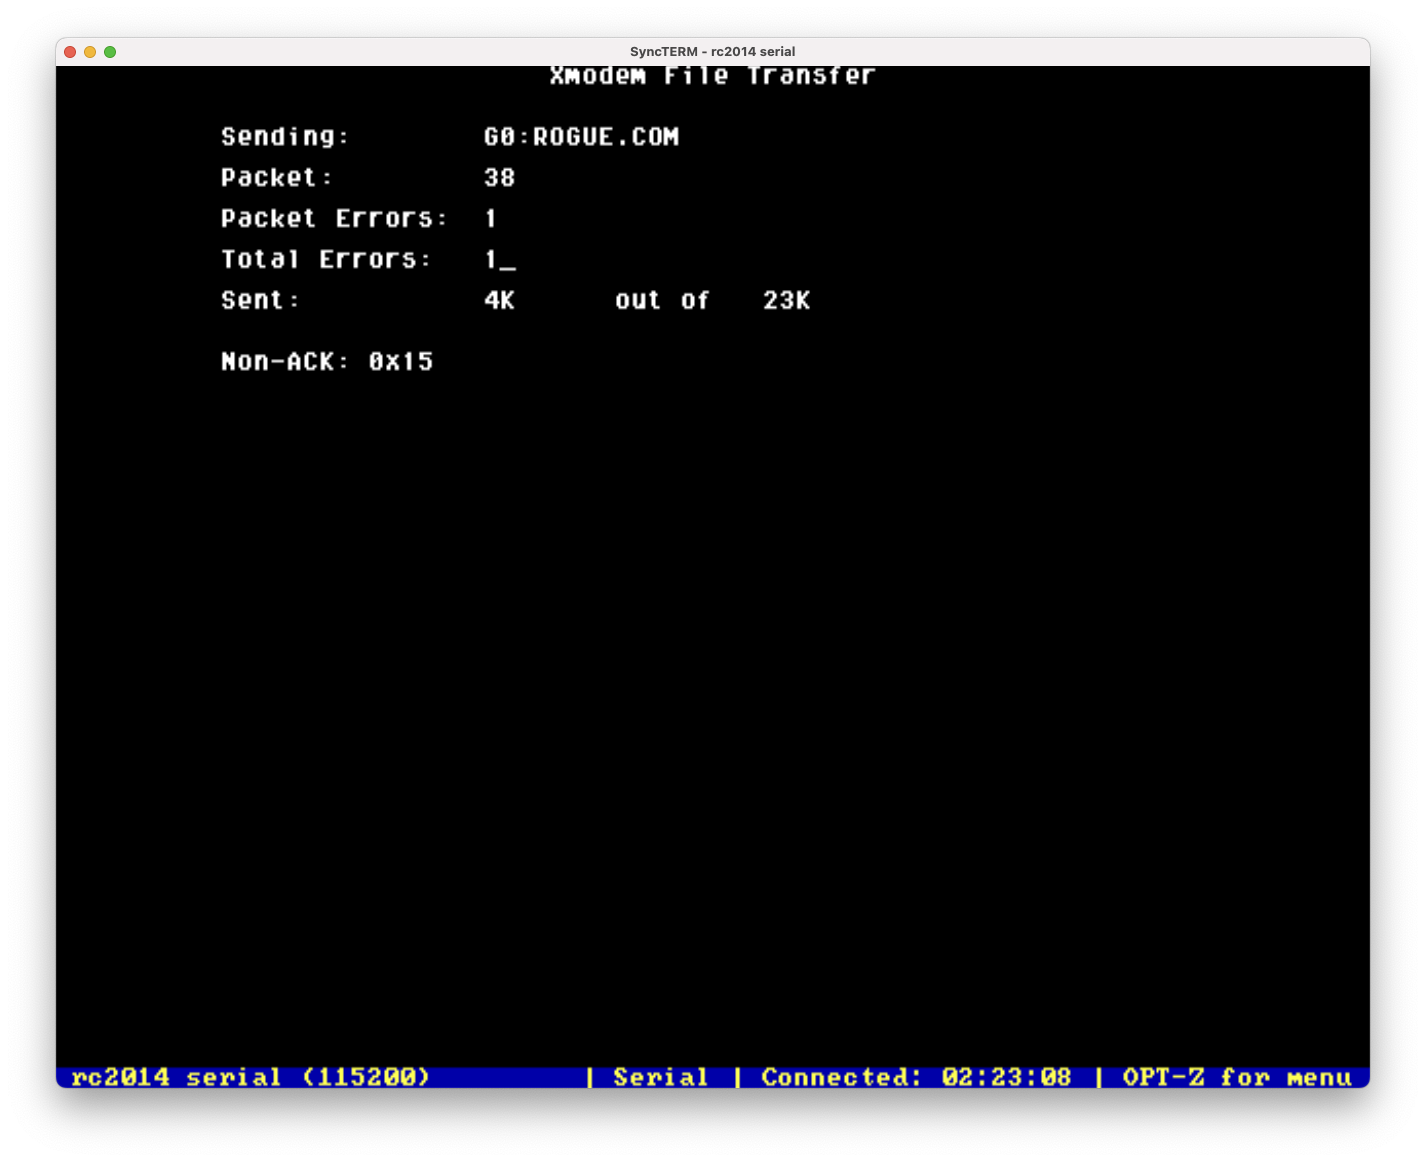 SyncTERM - rc2014 serial
Xmodem File Transfer
Sending: G0:ROGUE.COM
Packet: 38
Packet Errors: 1
Total Errors: 1_
Sent: 4K out of 23K
Non-ACK: 0x15
rc2014 serial (115200) | Serial | Connected: 02:23:08 | OPT-Z for menu